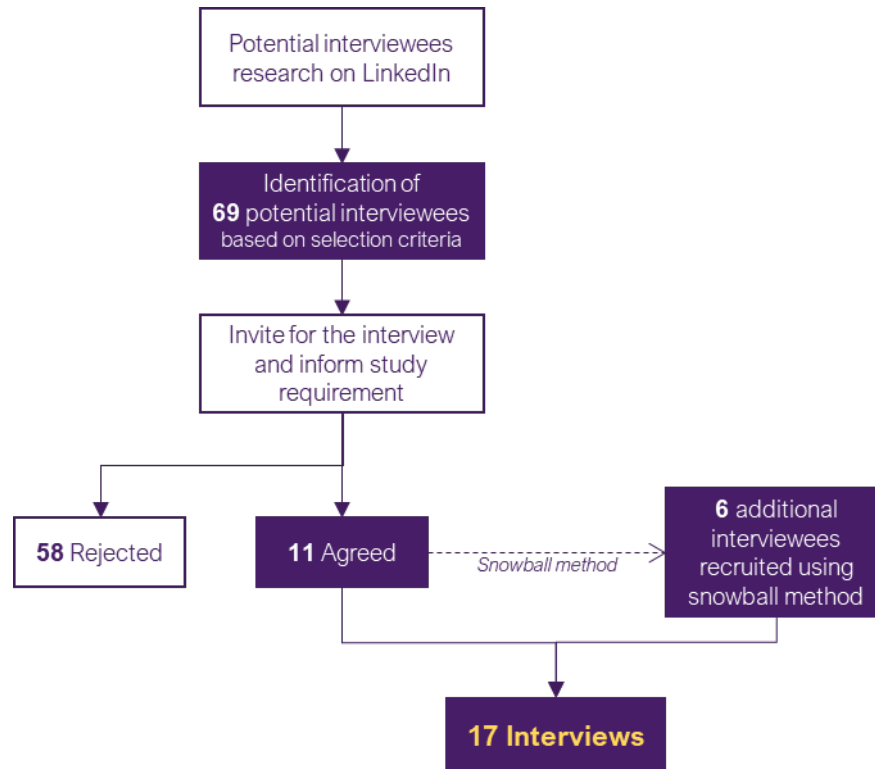 Potential interviewees
research on LinkedIn
Identification of
69 potential interviewees
based on selection criteria
Invite for the interview
and inform study
requirement
58 Rejected
11 Agreed
Snowball method
6 additional
interviewees
recruited using
snowball method
17 Interviews